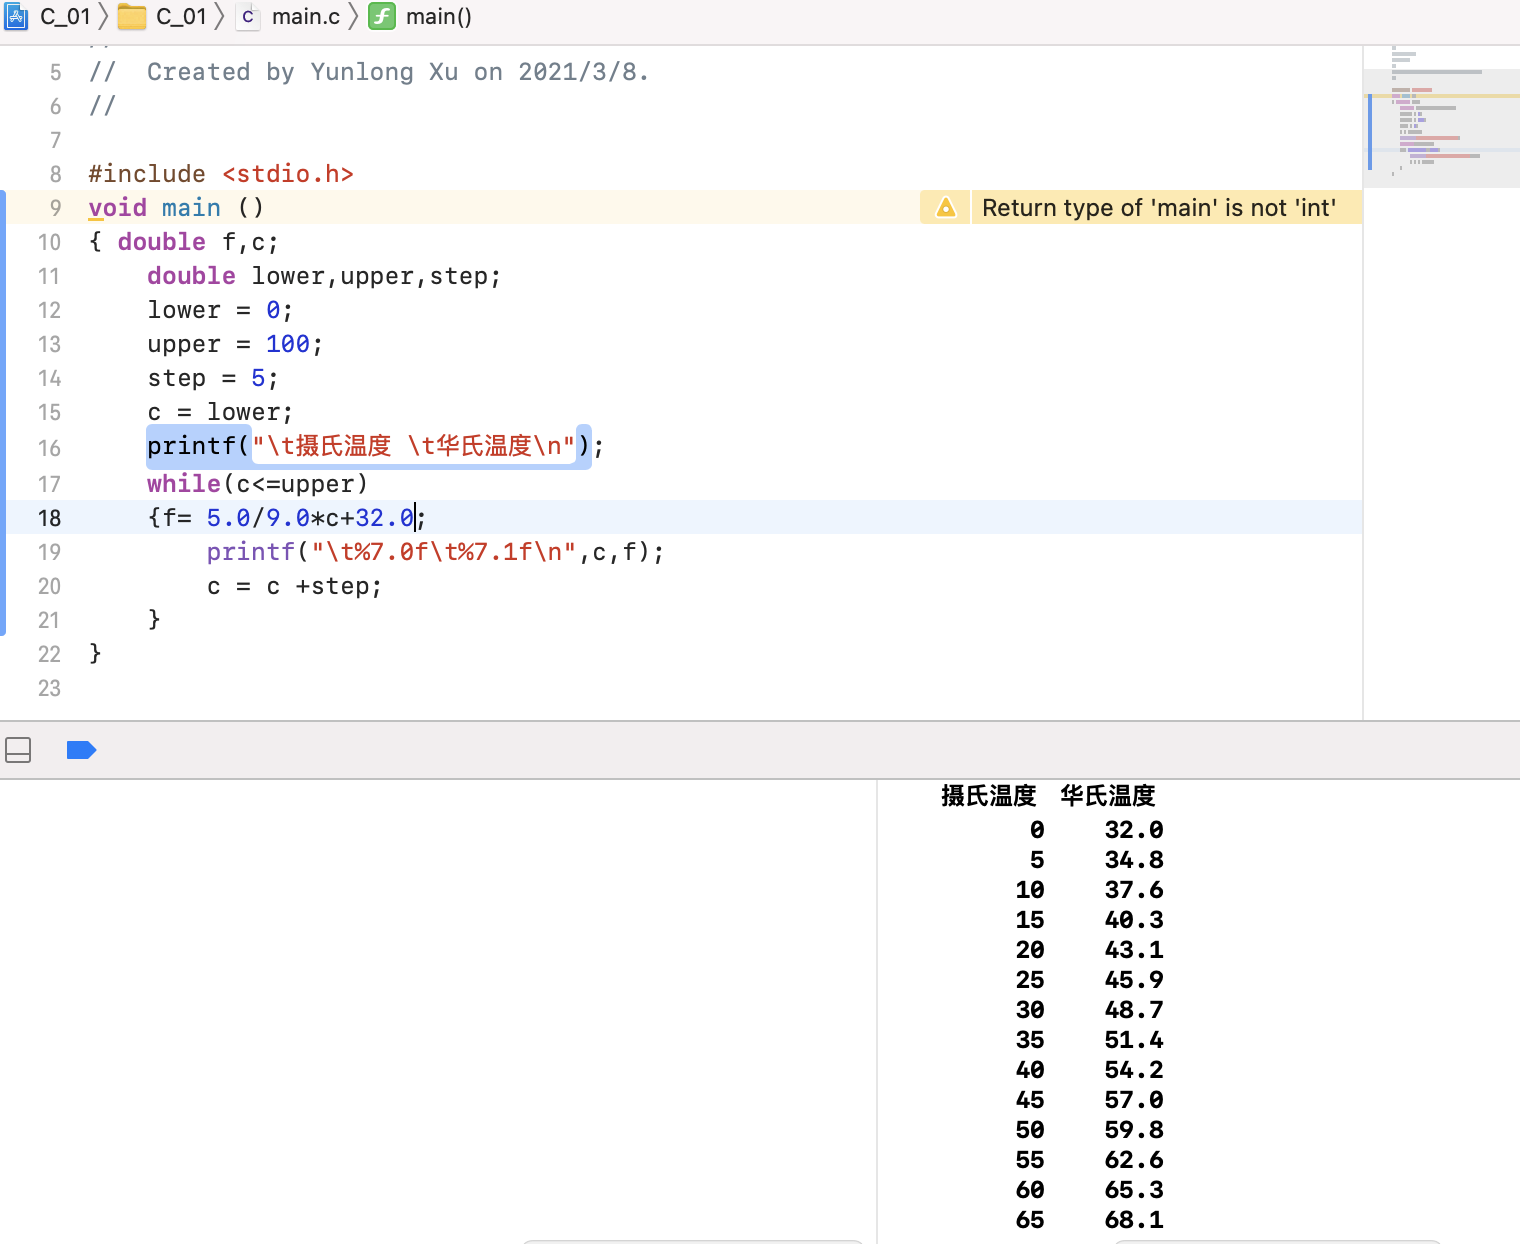 C_01 〉 C_01 〉 C main.c 〉 f main()
//
5 //  Created by Yunlong Xu on 2021/3/8.
6 //
7
8 #include <stdio.h>
9 void main ()    Return type of 'main' is not 'int'
10 { double f,c;
11     double lower,upper,step;
12     lower = 0;
13     upper = 100;
14     step = 5;
15     c = lower;
16     printf("\t摄氏温度 \t华氏温度\n");
17     while(c<=upper)
18     {f= 5.0/9.0*c+32.0;
19         printf("\t%7.0f\t%7.1f\n",c,f);
20         c = c +step;
21     }
22 }
23
摄氏温度 华氏温度
0 32.0
5 34.8
10 37.6
15 40.3
20 43.1
25 45.9
30 48.7
35 51.4
40 54.2
45 57.0
50 59.8
55 62.6
60 65.3
65 68.1